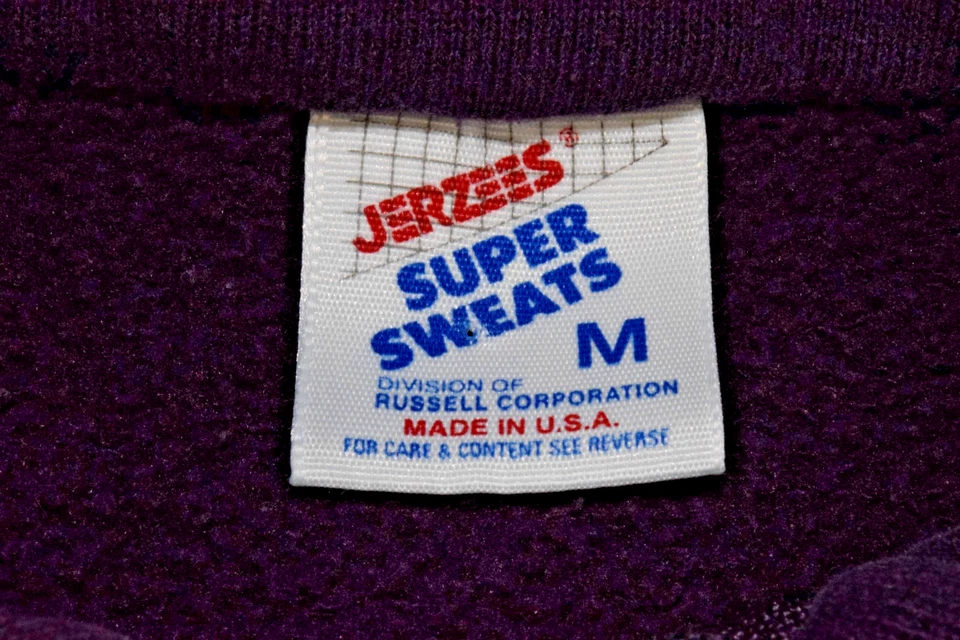 JERZEES®
SUPER
SWEATS
M
DIVISION OF
RUSSELL CORPORATION
MADE IN U.S.A.
FOR CARE & CONTENT SEE REVERSE